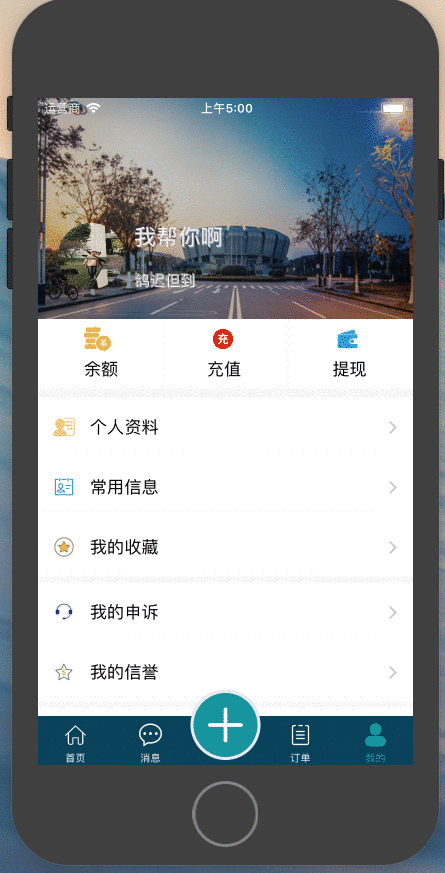 运营商 上午5:00
我帮你啊
鸽迟但到
充
余额 充值 提现
个人资料
常用信息
我的收藏
我的申诉
我的信誉
首页 消息 订单 我的